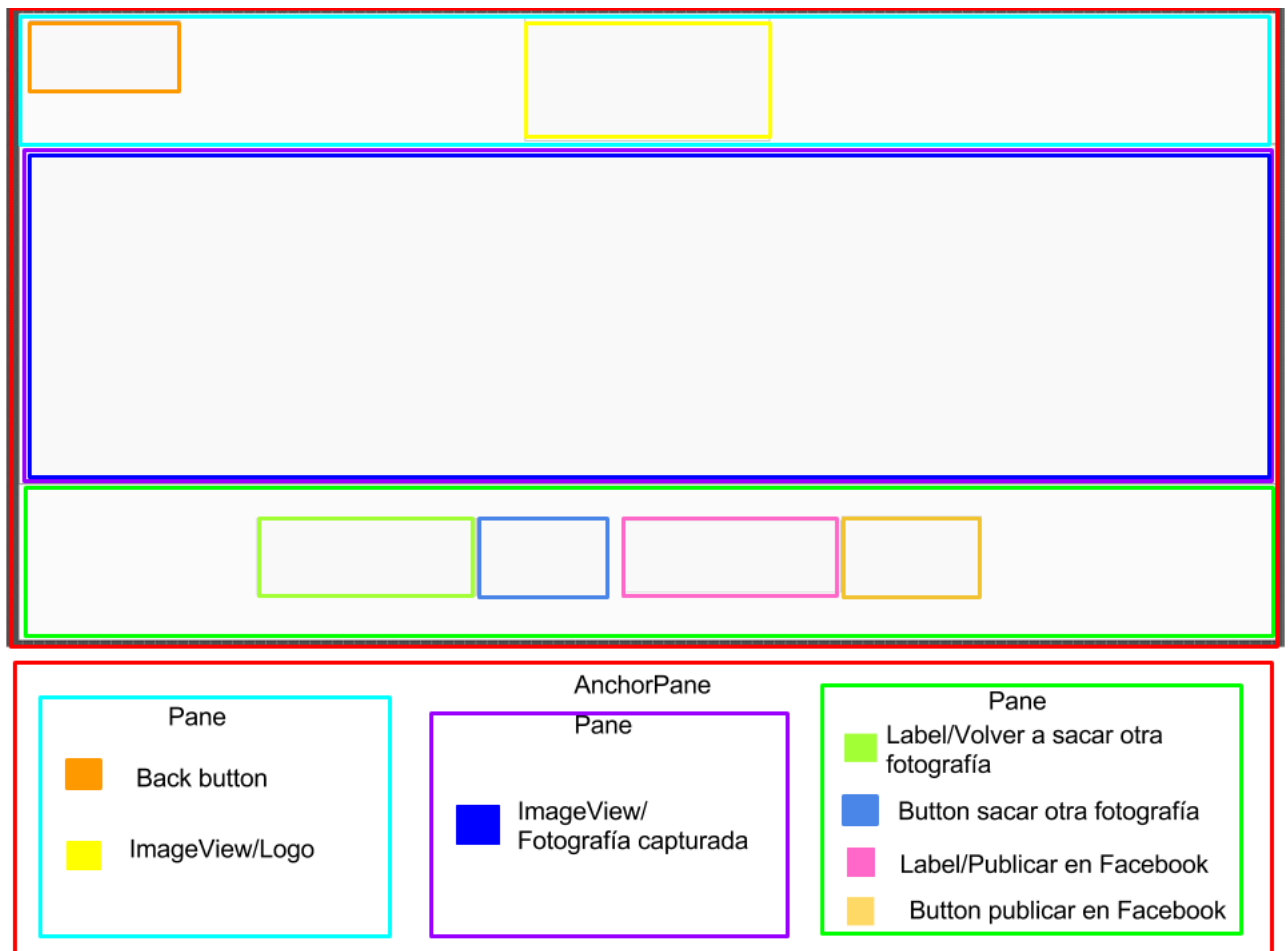 AnchorPane
Pane
Back button
ImageView/Logo
Pane
ImageView/
Fotografía capturada
Pane
Label/Volver a sacar otra
fotografía
Button sacar otra fotografía
Label/Publicar en Facebook
Button publicar en Facebook